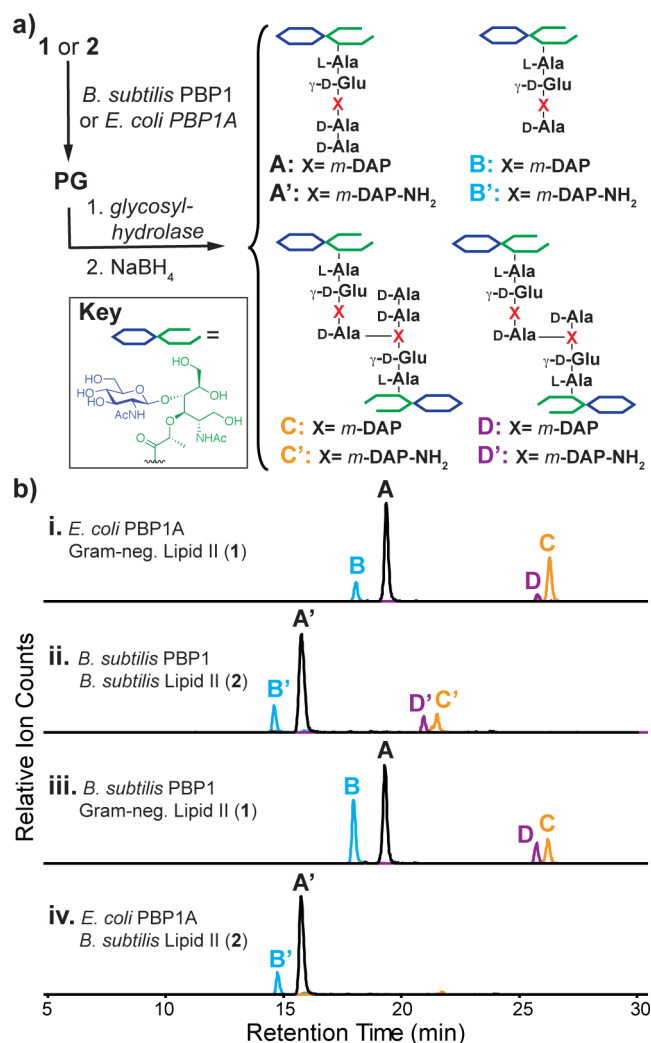 a)
1 or 2
B. subtilis PBP1
or E. coli PBP1A
PG
1. glycosyl-
hydrolase
2. NaBH4
Key
=
HO
OH
HO
O
HO
HO
O
OH
AcNH
O
OH
O
NHAc
L-Ala
γ-D-Glu
X
D-Ala
D-Ala
A: X= m-DAP
A’: X= m-DAP-NH2
L-Ala
γ-D-Glu
X
D-Ala
B: X= m-DAP
B’: X= m-DAP-NH2
L-Ala
γ-D-Glu
X
D-Ala
D-Ala
D-Ala
X
γ-D-Glu
L-Ala
C: X= m-DAP
C’: X= m-DAP-NH2
L-Ala
γ-D-Glu
X
D-Ala
D-Ala
X
γ-D-Glu
L-Ala
D: X= m-DAP
D’: X= m-DAP-NH2
b)
Relative Ion Counts
i. E. coli PBP1A
Gram-neg. Lipid II (1)
B
A
D
C
ii. B. subtilis PBP1
B. subtilis Lipid II (2)
B’
A’
D’
C’
iii. B. subtilis PBP1
Gram-neg. Lipid II (1)
B
A
D
C
iv. E. coli PBP1A
B. subtilis Lipid II (2)
B’
A’
5 10 15 20 25 30
Retention Time (min)